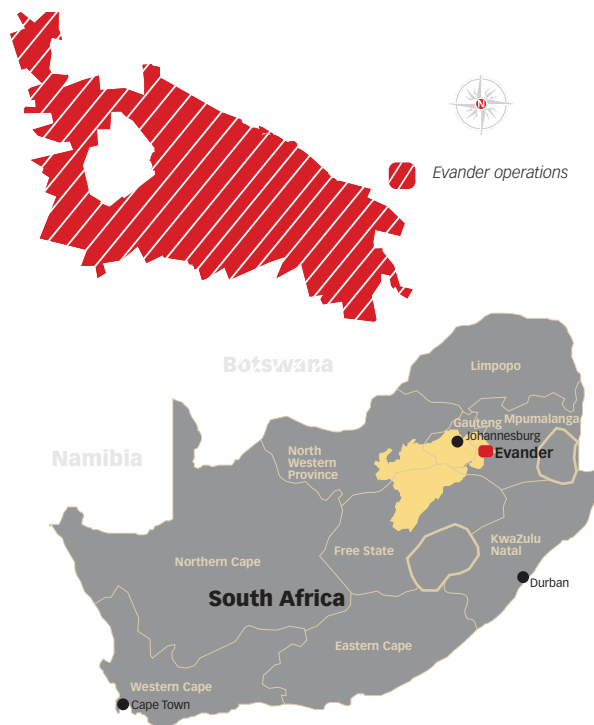 N
Evander operations
Botswana
Limpopo
Namibia
Gauteng
Mpumalanga
Johannesburg
Evander
North
Western
Province
Northern Cape
Free State
KwaZulu
Natal
Durban
South Africa
Eastern Cape
Western Cape
Cape Town